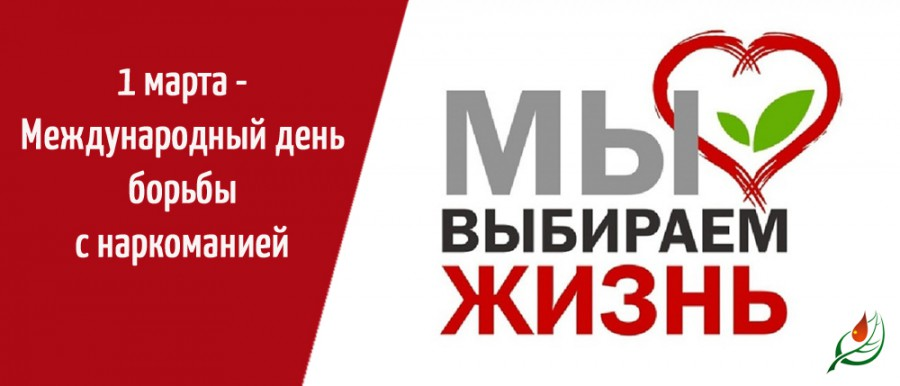 1 марта -
Международный день
борьбы
с наркоманией
МЫ
ВЫБИРАЕМ
ЖИЗНЬ